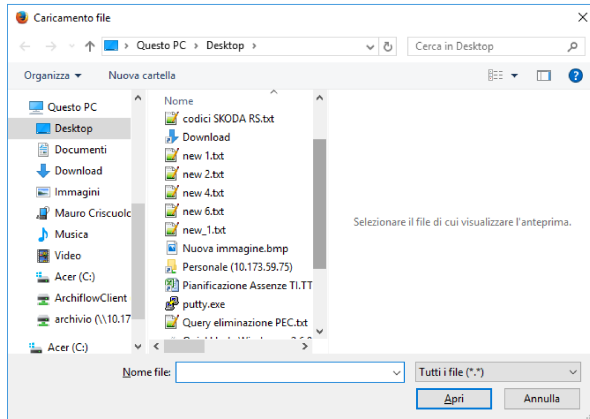 Caricamento file
Questo PC > Desktop >
Cerca in Desktop
Organizza
Nuova cartella
Questo PC
Desktop
Documenti
Download
Immagini
Mauro Criscuolo
Musica
Video
Acer (C:)
ArchiflowClient
archivio (\\10.17
Acer (C:)
Nome
codici SKODA RS.txt
Download
new 1.txt
new 2.txt
new 4.txt
new 6.txt
new_1.txt
Nuova immagine.bmp
Personale (10.173.59.75)
Pianificazione Assenze TI.TT
putty.exe
Query eliminazione PEC.txt
Selezionare il file di cui visualizzare l'anteprima.
Nome file:
Tutti i file (*.*)
Apri
Annulla